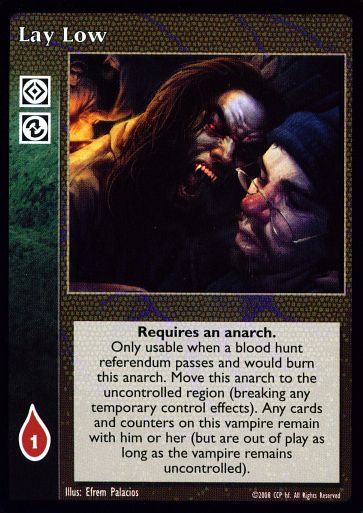 Lay Low
Requires an anarch.
Only usable when a blood hunt
referendum passes and would burn
this anarch. Move this anarch to the
uncontrolled region (breaking any
temporary control effects). Any cards
and counters on this vampire remain
with him or her (but are out of play as
long as the vampire remains
uncontrolled).
1
Illus: Efrem Palacios
©2008 CCP hf. All Rights Reserved